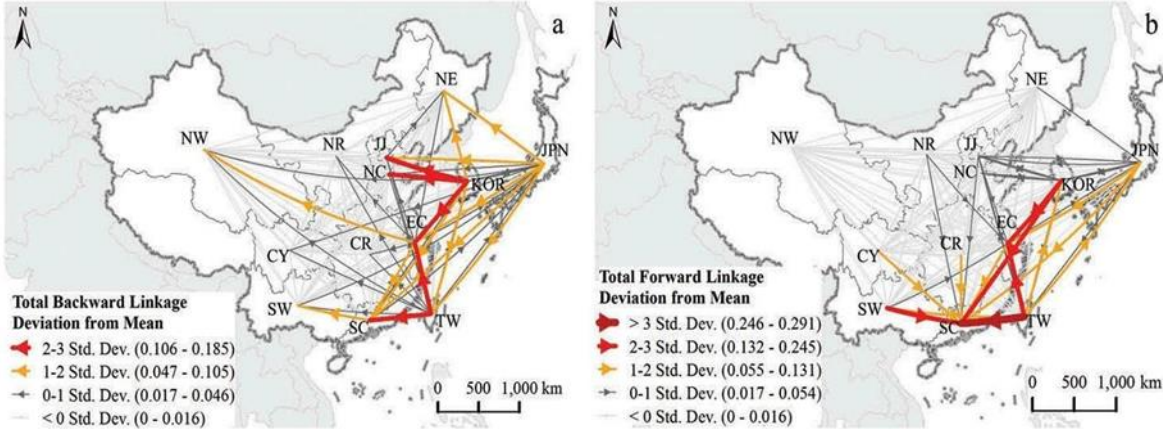 N
a
NE
NW
NR
JJ
JPN
NC
KOR
EC
CY
CR
SW
SC
TW
Total Backward Linkage
Deviation from Mean
2-3 Std. Dev. (0.106 - 0.185)
1-2 Std. Dev. (0.047 - 0.105)
0-1 Std. Dev. (0.017 - 0.046)
< 0 Std. Dev. (0 - 0.016)
0 500 1,000 km
N
b
NE
NW
NR
JJ
JPN
NC
KOR
EC
CY
CR
SW
SC
TW
Total Forward Linkage
Deviation from Mean
> 3 Std. Dev. (0.246 - 0.291)
2-3 Std. Dev. (0.132 - 0.245)
1-2 Std. Dev. (0.055 - 0.131)
0-1 Std. Dev. (0.017 - 0.054)
< 0 Std. Dev. (0 - 0.016)
0 500 1,000 km